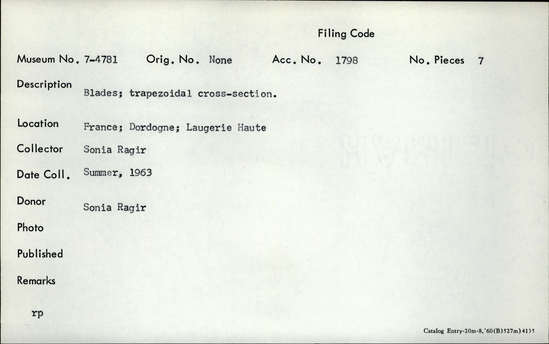 Filing Code
Museum No. 7-4781 Orig. No. None Acc. No. 1798 No. Pieces 7
Description Blades; trapezoidal cross-section.
Location France; Dordogne; Laugerie Haute
Collector Sonia Ragir
Date Coll. Summer, 1963
Donor Sonia Ragir
Photo
Published
Remarks
rp
Catalog Entry-20m-8,'60(B3527m)4135